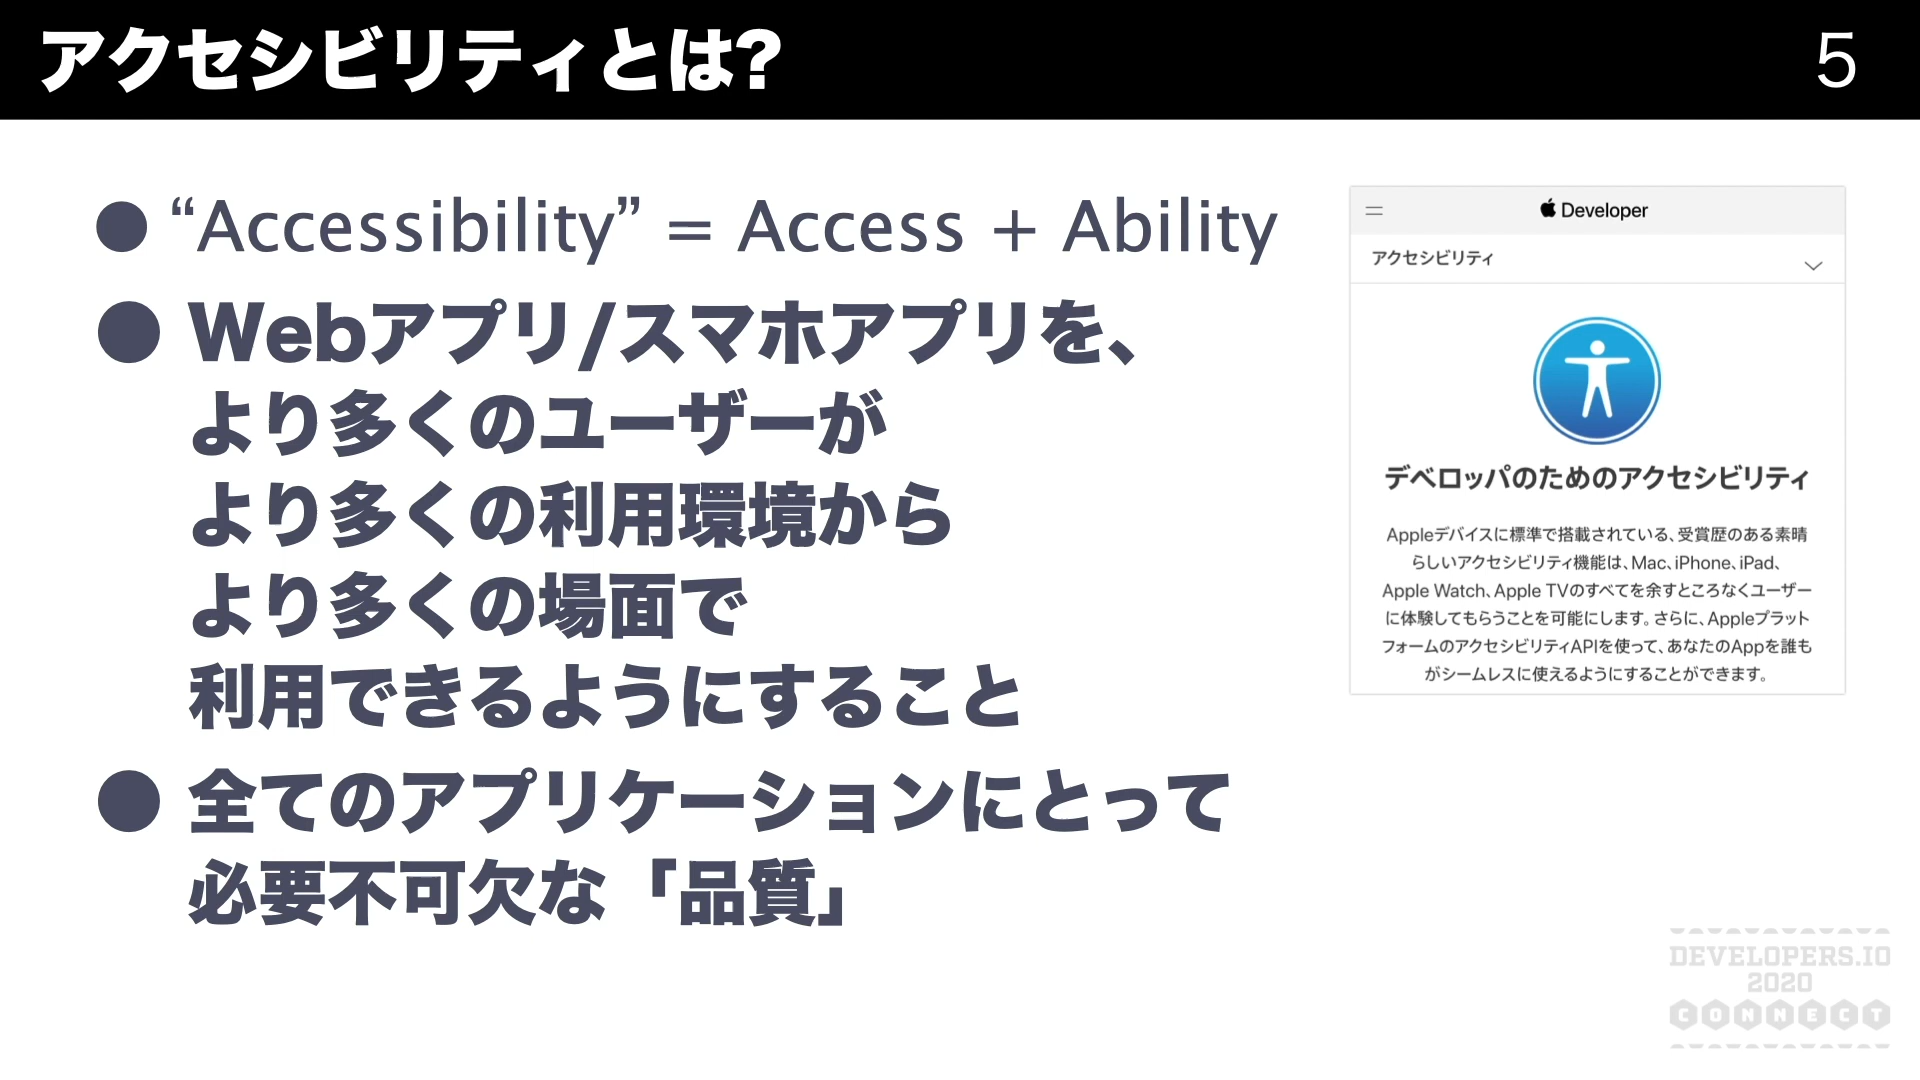 アクセシビリティとは?
5
● “Accessibility” = Access + Ability
● Webアプリ/スマホアプリを、
より多くのユーザーが
より多くの利用環境から
より多くの場面で
利用できるようにすること
● 全てのアプリケーションにとって
必要不可欠な「品質」
Developer
アクセシビリティ
デベロッパのためのアクセシビリティ
Appleデバイスに標準で搭載されている、受賞歴のある素晴
らしいアクセシビリティ機能は、Mac、iPhone、iPad、
Apple Watch、Apple TVのすべてを余すところなくユーザー
に体験してもらうことを可能にします。さらに、Appleプラット
フォームのアクセシビリティAPIを使って、あなたのAppを誰も
がシームレスに使えるようにすることができます。
DEVELOPERS.IO
2020
CONNECT